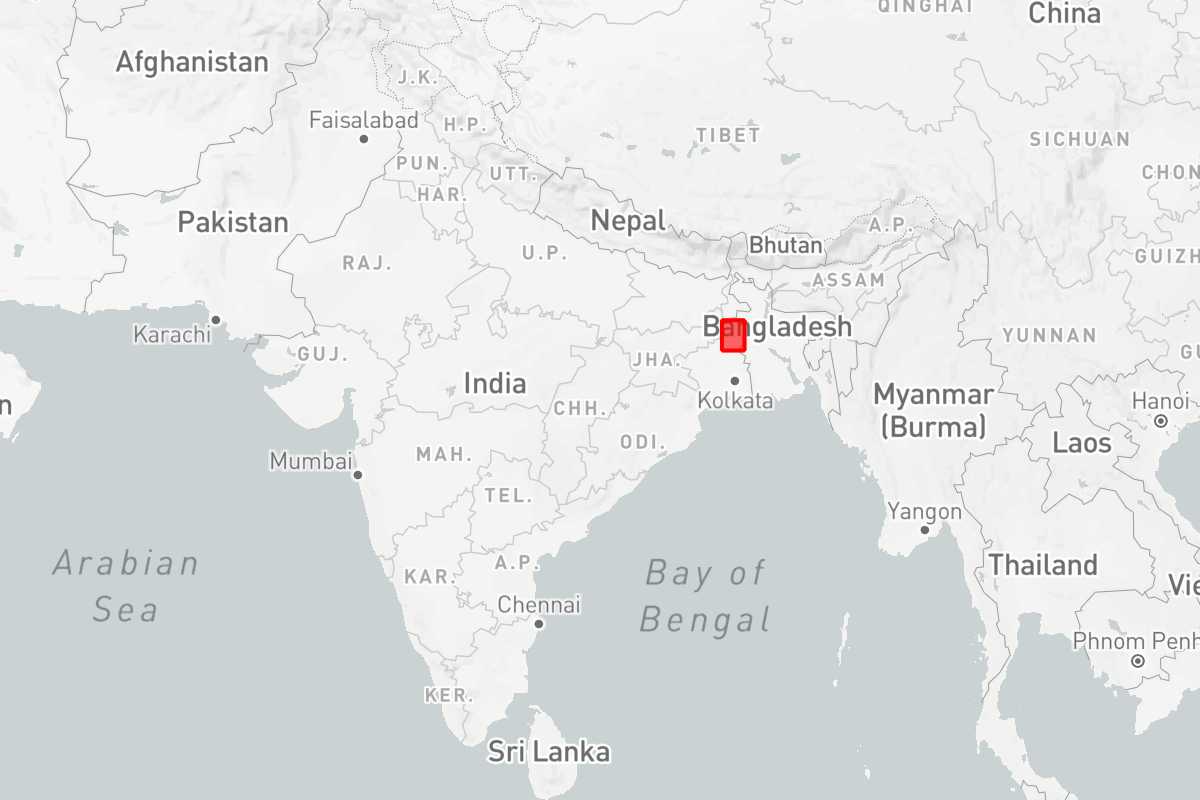 QINGHAI
China
Afghanistan
J.K.
Faisalabad
H.P.
TIBET
SICHUAN
PUN.
UTT.
CHON
HAR.
Pakistan
Nepal
A.P.
Bhutan
U.P.
GUIZH
RAJ.
ASSAM
Karachi
Bangladesh
YUNNAN
GUJ.
JHA.
GU
India
Kolkata
Myanmar
(Burma)
n
CHH.
Hanoi
ODI.
Laos
MAH.
Mumbai
TEL.
Yangon
Arabian
Sea
A.P.
KAR.
Bay of
Bengal
Thailand
Vie
Chennai
Phnom Penh
KER.
Sri Lanka